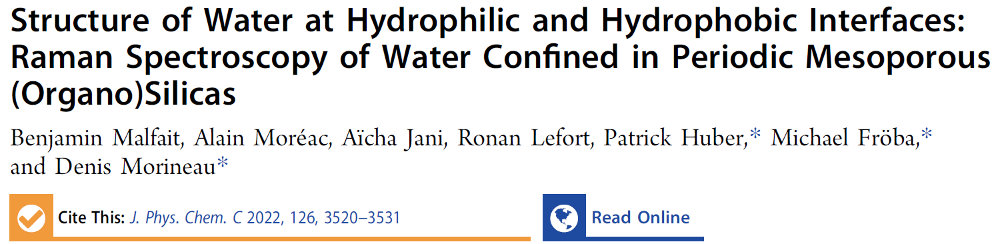 Structure of Water at Hydrophilic and Hydrophobic Interfaces:
Raman Spectroscopy of Water Confined in Periodic Mesoporous
(Organo)Silicas
Benjamin Malfait, Alain Moréac, Aïcha Jani, Ronan Lefort, Patrick Huber,* Michael Fröba,*
and Denis Morineau*
Cite This: J. Phys. Chem. C 2022, 126, 3520–3531
Read Online